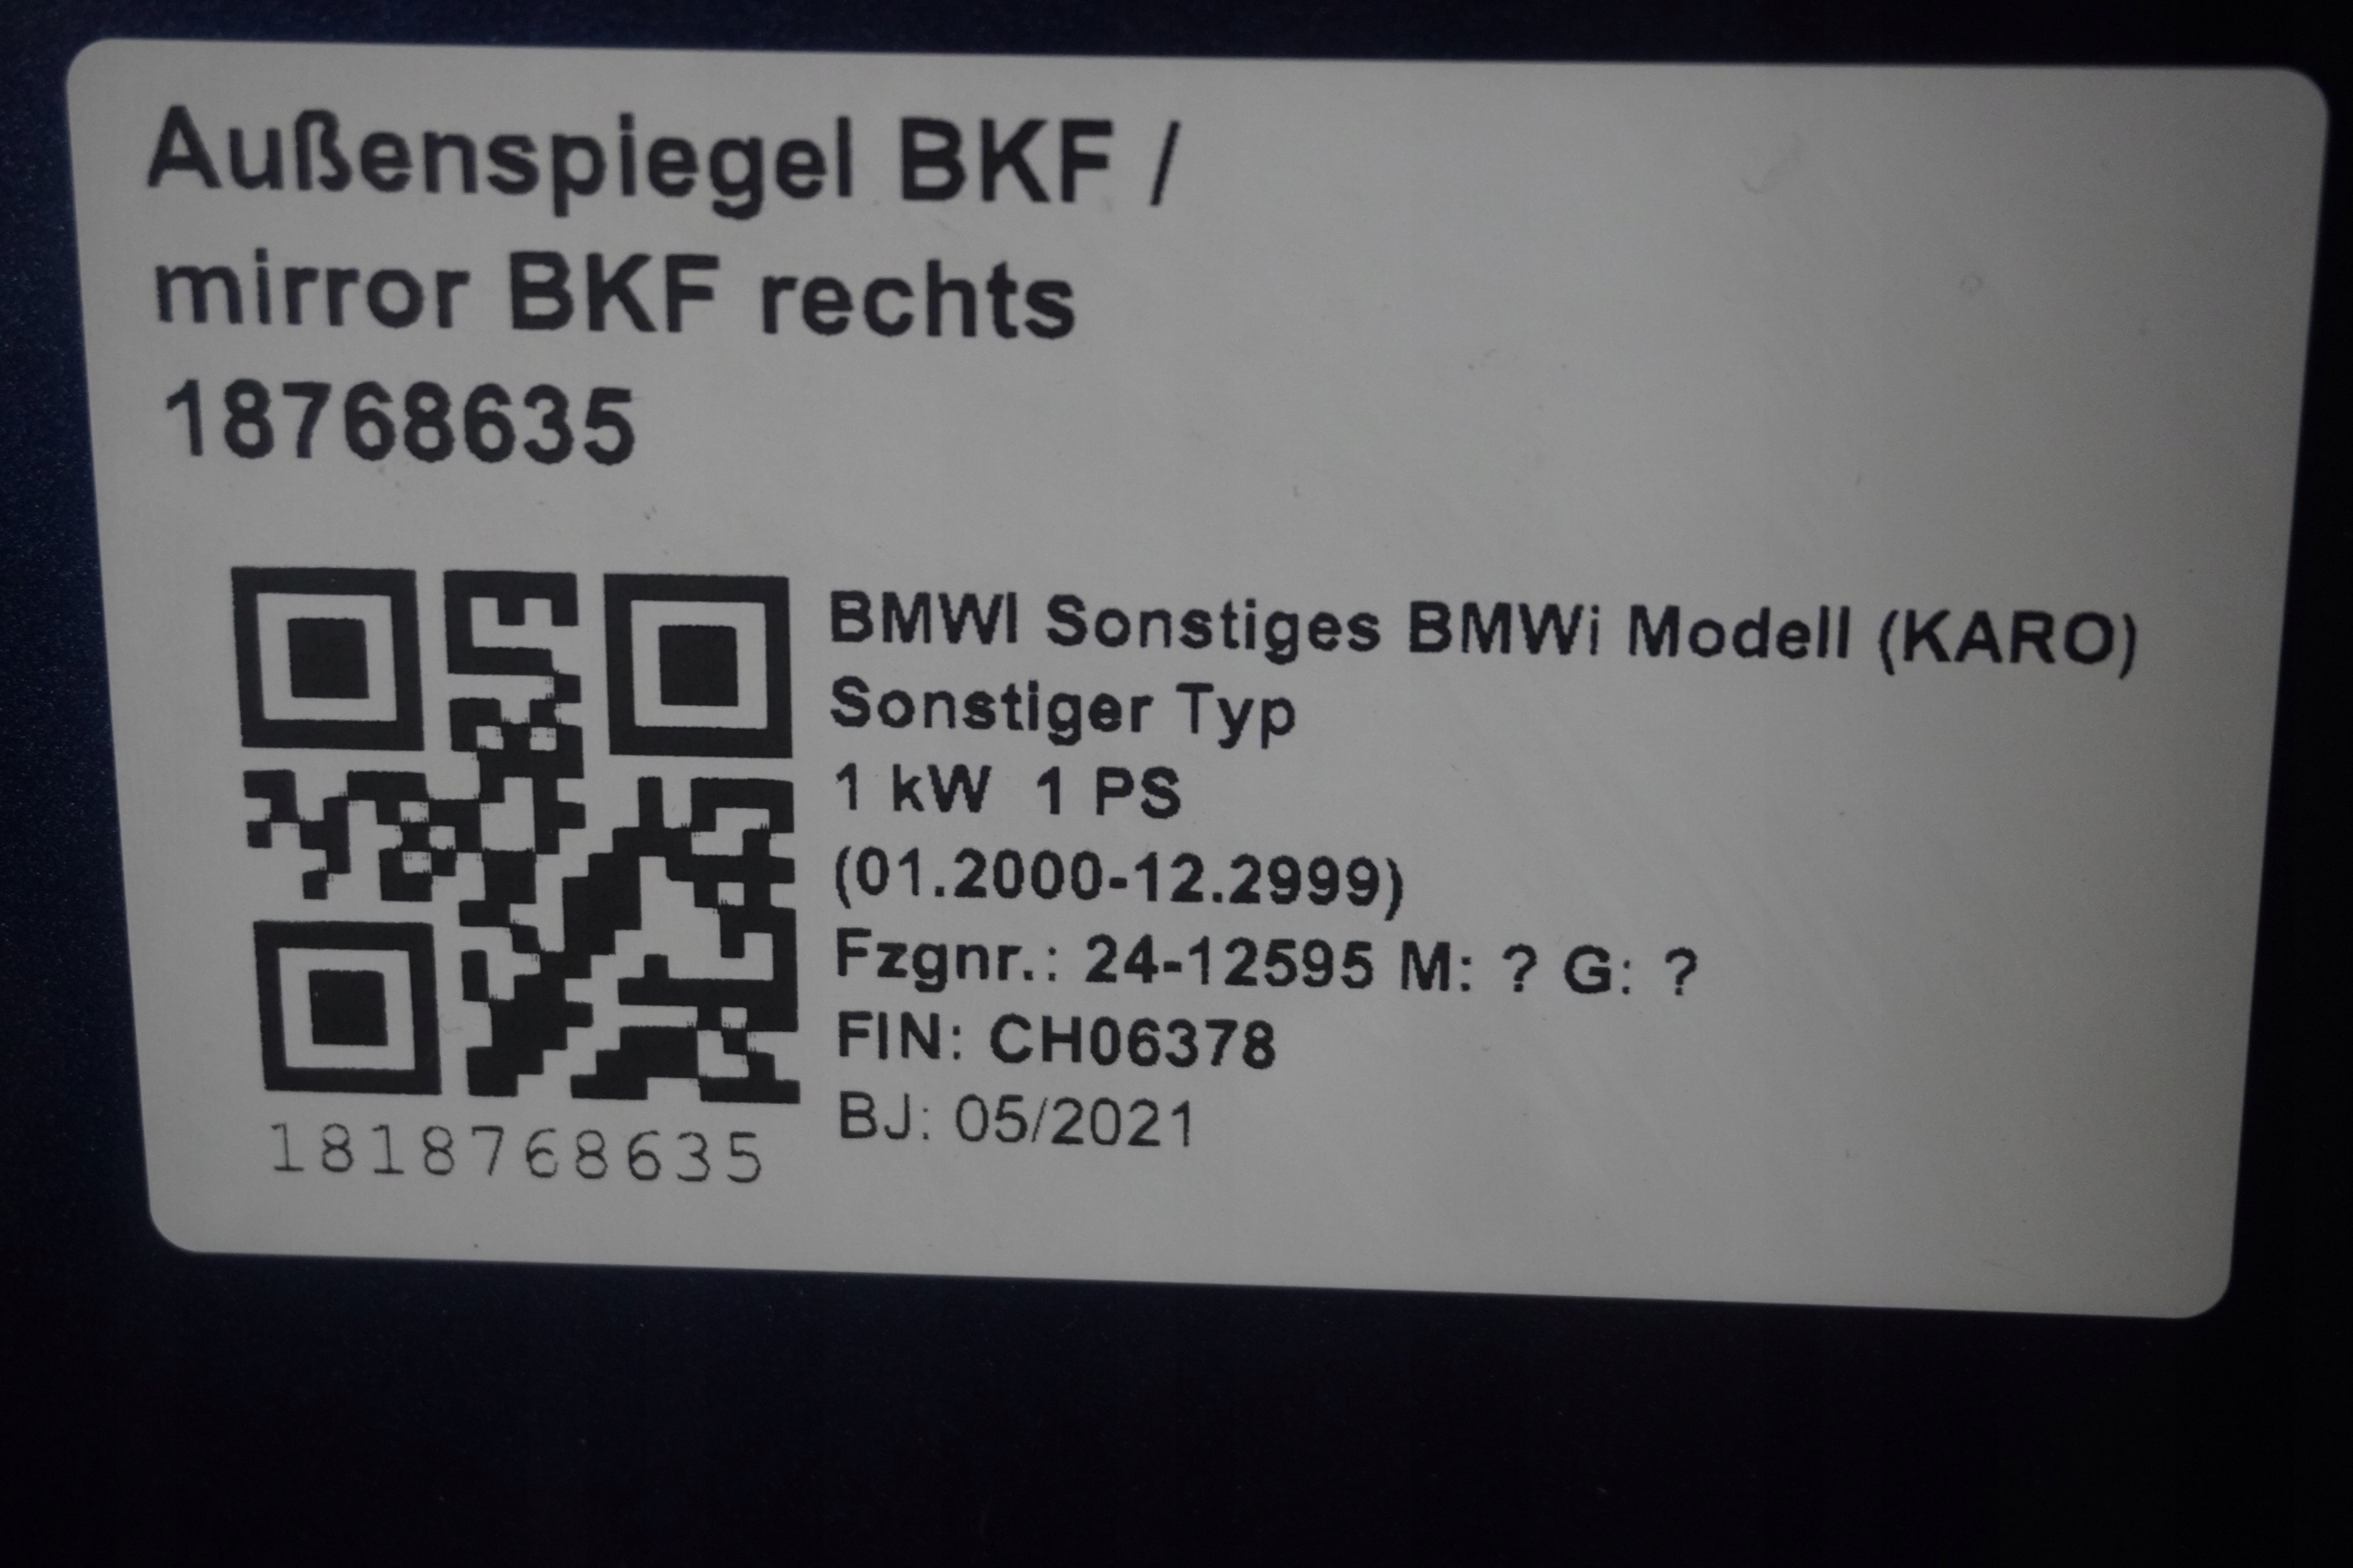 Außenspiegel BKF /
mirror BKF rechts
18768635
BMWI Sonstiges BMWi Modell (KARO)
Sonstiger Typ
1 kW 1 PS
(01.2000-12.2999)
Fzgnr.: 24-12595 M: ? G: ?
FIN: CH06378
BJ: 05/2021
1818768635